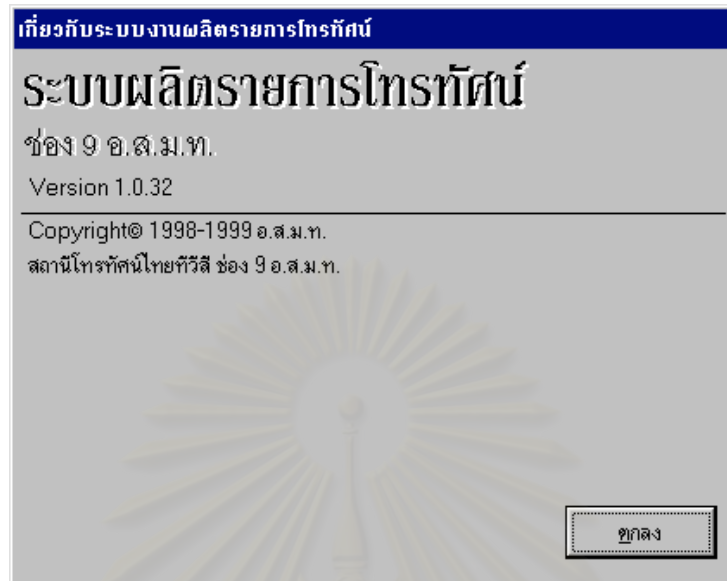 เกี่ยวกับระบบงานผลิตรายการโทรทัศน์
ระบบผลิตรายการโทรทัศน์
ช่อง 9 อ.ส.ม.ท.
Version 1.0.32
Copyright© 1998-1999 อ.ส.ม.ท.
สถานีโทรทัศน์ไทยทีวีสี ช่อง 9 อ.ส.ม.ท.
ตกลง